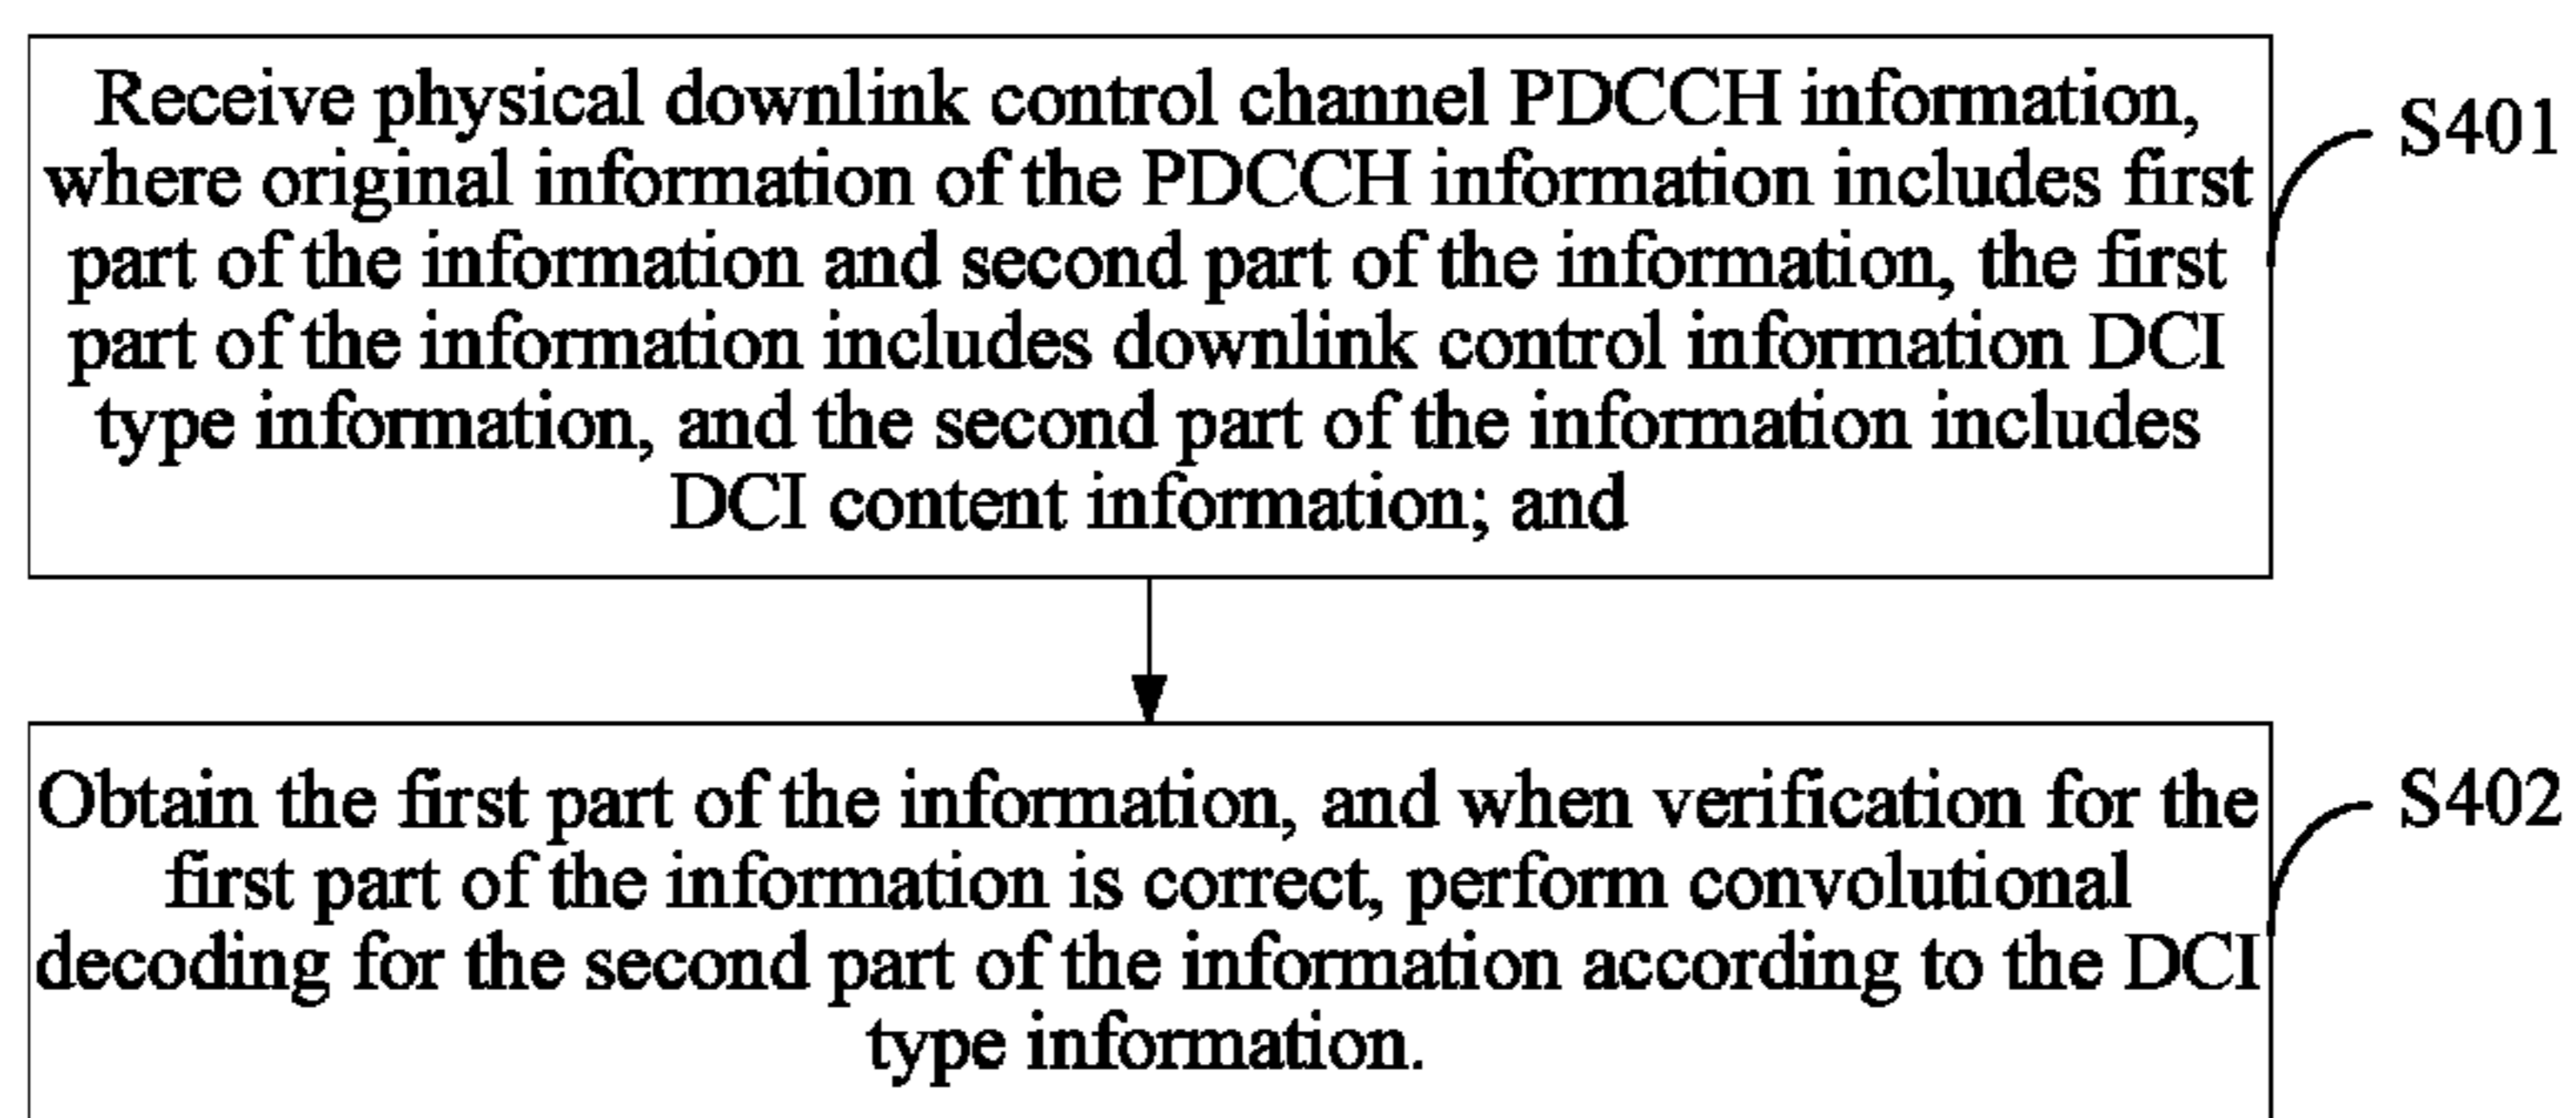 Receive physical downlink control channel PDCCH information,
where original information of the PDCCH information includes first
part of the information and second part of the information, the first
part of the information includes downlink control information DCI
type information, and the second part of the information includes
DCI content information; and
S401
Obtain the first part of the information, and when verification for the
first part of the information is correct, perform convolutional
decoding for the second part of the information according to the DCI
type information.
S402